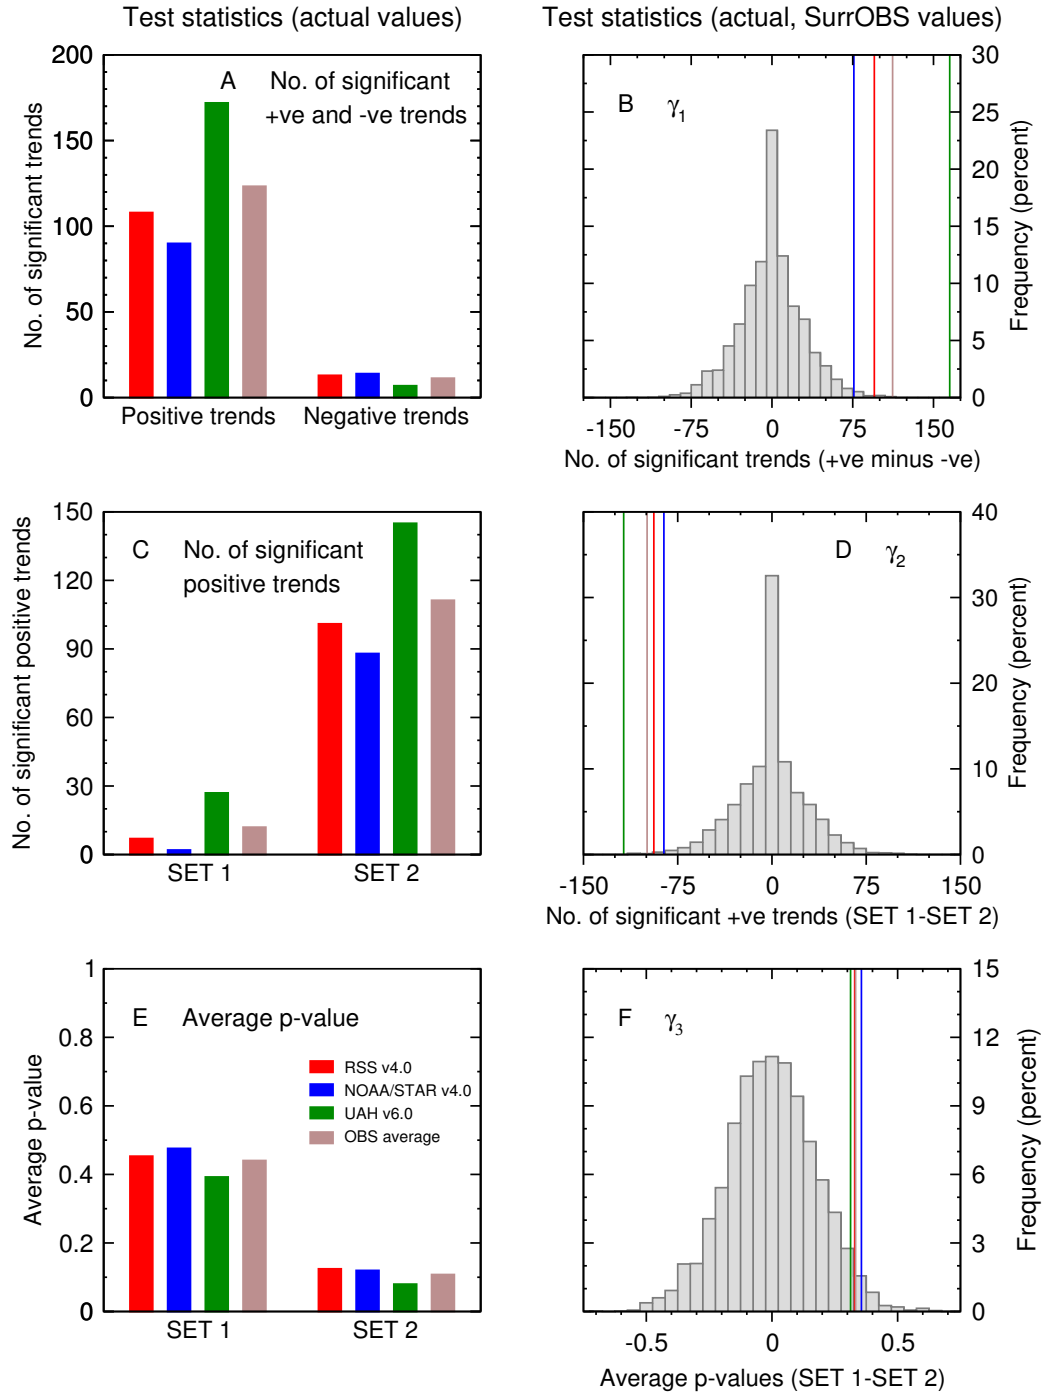 Test statistics (actual values)
Test statistics (actual, SurrOBS values)
200
150
100
50
0
No. of significant trends
A No. of significant
+ve and -ve trends
Positive trends
Negative trends
B γ1
30
25
20
15
10
5
0
Frequency (percent)
-150
-75
0
75
150
No. of significant trends (+ve minus -ve)
150
120
90
60
30
0
No. of significant positive trends
C No. of significant
positive trends
SET 1
SET 2
D γ2
40
30
20
10
0
Frequency (percent)
-150
-75
0
75
150
No. of significant +ve trends (SET 1-SET 2)
1
0.8
0.6
0.4
0.2
0
Average p-value
E Average p-value
RSS v4.0
NOAA/STAR v4.0
UAH v6.0
OBS average
SET 1
SET 2
F γ3
15
12
9
6
3
0
Frequency (percent)
-0.5
0
0.5
Average p-values (SET 1-SET 2)